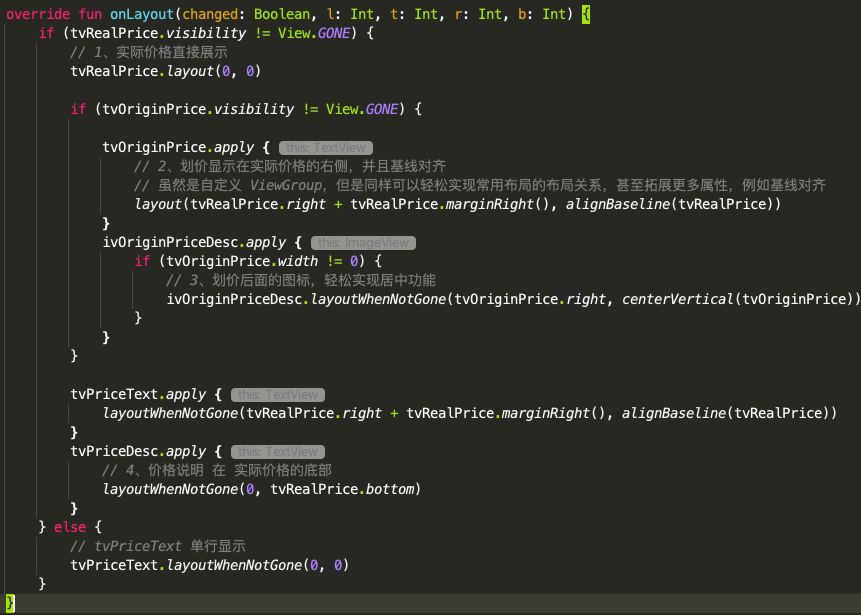 override fun onLayout(changed: Boolean, l: Int, t: Int, r: Int, b: Int) {
    if (tvRealPrice.visibility != View.GONE) {
        // 1、实际价格直接展示
        tvRealPrice.layout(0, 0)

        if (tvOriginPrice.visibility != View.GONE) {

            tvOriginPrice.apply { this: TextView
                // 2、划价显示在实际价格的右侧，并且基线对齐
                // 虽然是自定义 ViewGroup，但是同样可以轻松实现常用布局的布局关系，甚至拓展更多属性，例如基线对齐
                layout(tvRealPrice.right + tvRealPrice.marginRight(), alignBaseline(tvRealPrice))
            }
            ivOriginPriceDesc.apply { this: ImageView
                if (tvOriginPrice.width != 0) {
                    // 3、划价后面的图标，轻松实现居中功能
                    ivOriginPriceDesc.layoutWhenNotGone(tvOriginPrice.right, centerVertical(tvOriginPrice))
                }
            }
        }

        tvPriceText.apply { this: TextView
            layoutWhenNotGone(tvRealPrice.right + tvRealPrice.marginRight(), alignBaseline(tvRealPrice))
        }
        tvPriceDesc.apply { this: TextView
            // 4、价格说明 在 实际价格的底部
            layoutWhenNotGone(0, tvRealPrice.bottom)
        }
    } else {
        // tvPriceText 单行显示
        tvPriceText.layoutWhenNotGone(0, 0)
    }
}